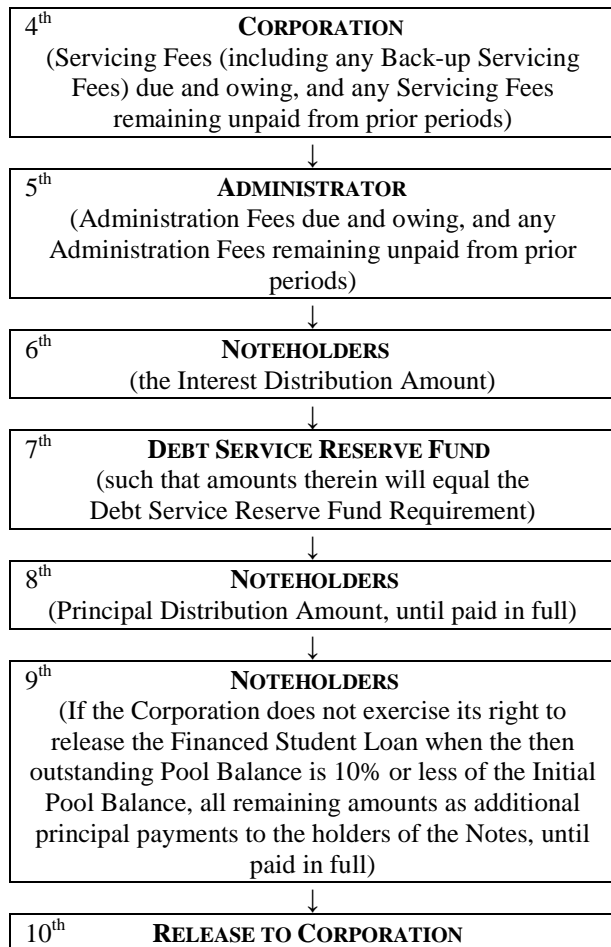 4th CORPORATION
(Servicing Fees (including any Back-up Servicing
Fees) due and owing, and any Servicing Fees
remaining unpaid from prior periods)
↓
5th ADMINISTRATOR
(Administration Fees due and owing, and any
Administration Fees remaining unpaid from prior
periods)
↓
6th NOTEHOLDERS
(the Interest Distribution Amount)
↓
7th DEBT SERVICE RESERVE FUND
(such that amounts therein will equal the
Debt Service Reserve Fund Requirement)
↓
8th NOTEHOLDERS
(Principal Distribution Amount, until paid in full)
↓
9th NOTEHOLDERS
(If the Corporation does not exercise its right to
release the Financed Student Loan when the then
outstanding Pool Balance is 10% or less of the Initial
Pool Balance, all remaining amounts as additional
principal payments to the holders of the Notes, until
paid in full)
↓
10th RELEASE TO CORPORATION